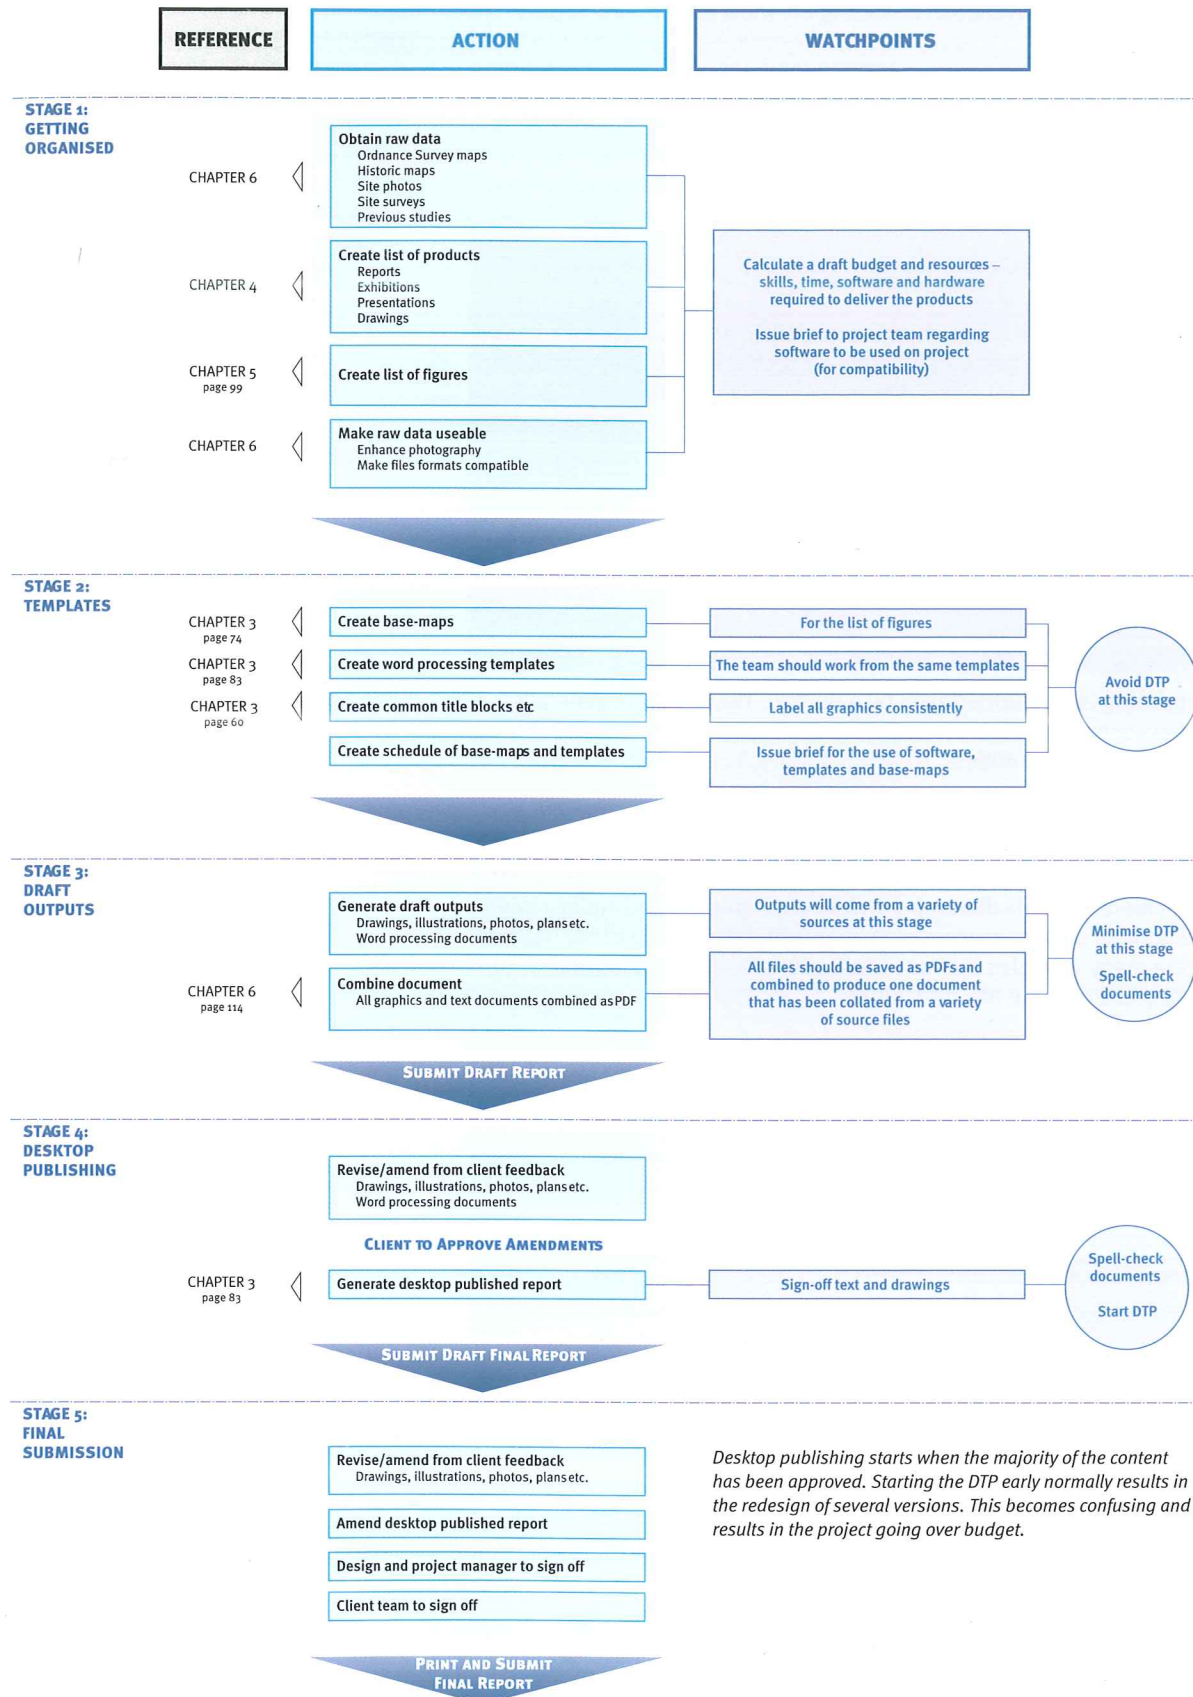 REFERENCE
ACTION
WATCHPOINTS
STAGE 1:
GETTING
ORGANISED
CHAPTER 6
Obtain raw data
Ordnance Survey maps
Historic maps
Site photos
Site surveys
Previous studies
CHAPTER 4
Create list of products
Reports
Exhibitions
Presentations
Drawings
CHAPTER 5
page 99
Create list of figures
CHAPTER 6
Make raw data useable
Enhance photography
Make files formats compatible
Calculate a draft budget and resources –
skills, time, software and hardware
required to deliver the products
Issue brief to project team regarding
software to be used on project
(for compatibility)
STAGE 2:
TEMPLATES
CHAPTER 3
page 74
Create base-maps
For the list of figures
CHAPTER 3
page 83
Create word processing templates
The team should work from the same templates
CHAPTER 3
page 60
Create common title blocks etc
Label all graphics consistently
Create schedule of base-maps and templates
Issue brief for the use of software,
templates and base-maps
Avoid DTP
at this stage
STAGE 3:
DRAFT
OUTPUTS
Generate draft outputs
Drawings, illustrations, photos, plans etc.
Word processing documents
Outputs will come from a variety of
sources at this stage
CHAPTER 6
page 114
Combine document
All graphics and text documents combined as PDF
All files should be saved as PDFs and
combined to produce one document
that has been collated from a variety
of source files
Minimise DTP
at this stage
Spell-check
documents
SUBMIT DRAFT REPORT
STAGE 4:
DESKTOP
PUBLISHING
Revise/amend from client feedback
Drawings, illustrations, photos, plans etc.
Word processing documents
CLIENT TO APPROVE AMENDMENTS
CHAPTER 3
page 83
Generate desktop published report
Sign-off text and drawings
Spell-check
documents
Start DTP
SUBMIT DRAFT FINAL REPORT
STAGE 5:
FINAL
SUBMISSION
Revise/amend from client feedback
Drawings, illustrations, photos, plans etc.
Amend desktop published report
Design and project manager to sign off
Client team to sign off
Desktop publishing starts when the majority of the content
has been approved. Starting the DTP early normally results in
the redesign of several versions. This becomes confusing and
results in the project going over budget.
PRINT AND SUBMIT
FINAL REPORT